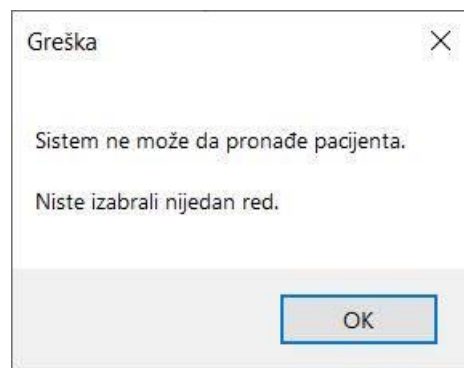 Greška
Sistem ne može da pronađe pacijenta.
Niste izabrali nijedan red.
OK